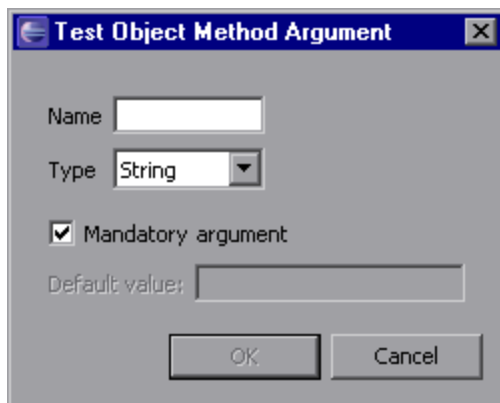 Test Object Method Argument
Name
Type String
Mandatory argument
Default value:
OK Cancel